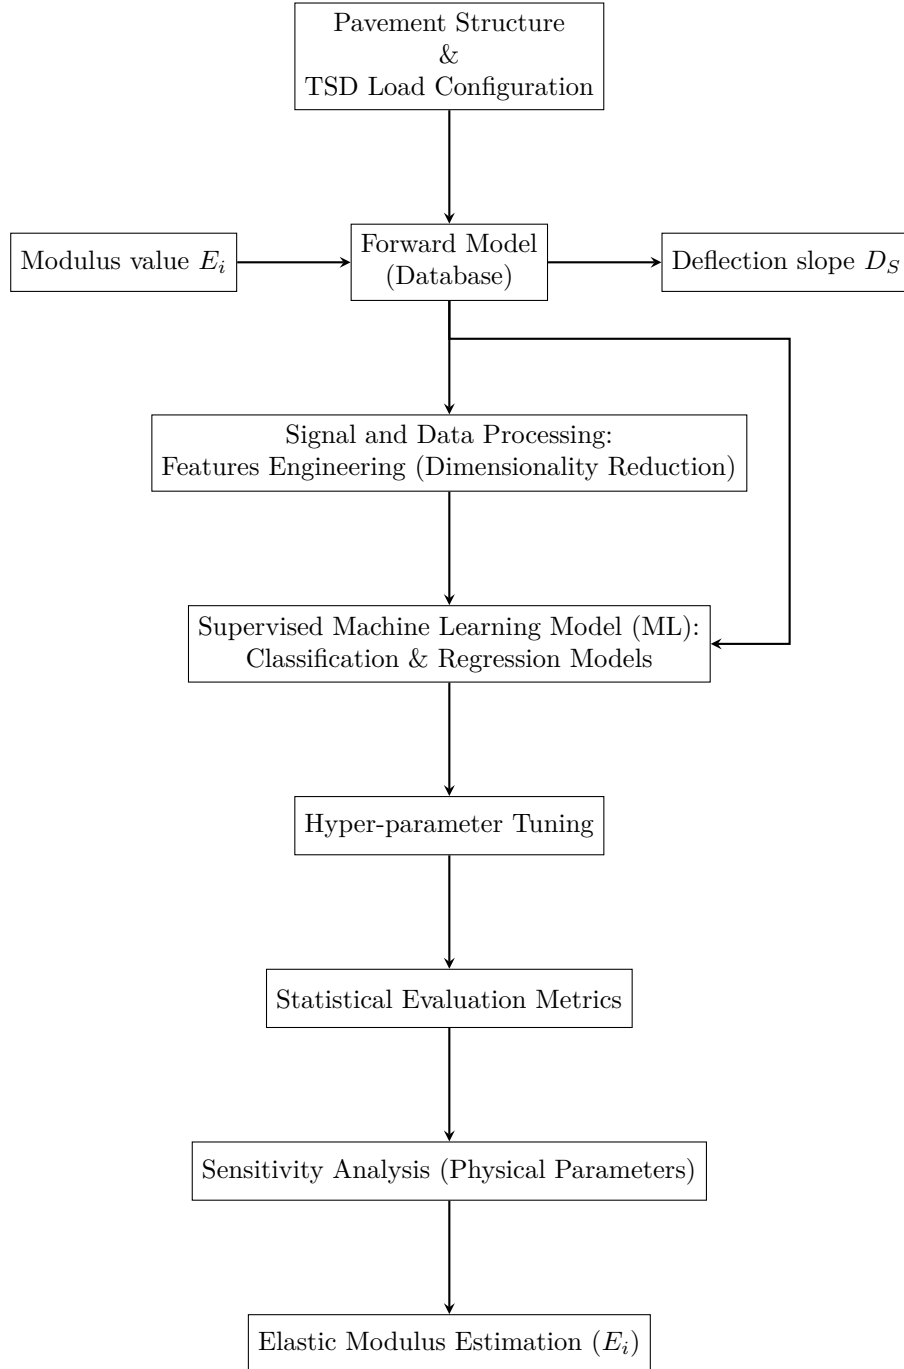 Pavement Structure
&
TSD Load Configuration
Modulus value $E_i$
Forward Model
(Database)
Deflection slope $D_S$
Signal and Data Processing:
Features Engineering (Dimensionality Reduction)
Supervised Machine Learning Model (ML):
Classification & Regression Models
Hyper-parameter Tuning
Statistical Evaluation Metrics
Sensitivity Analysis (Physical Parameters)
Elastic Modulus Estimation ($E_i$)